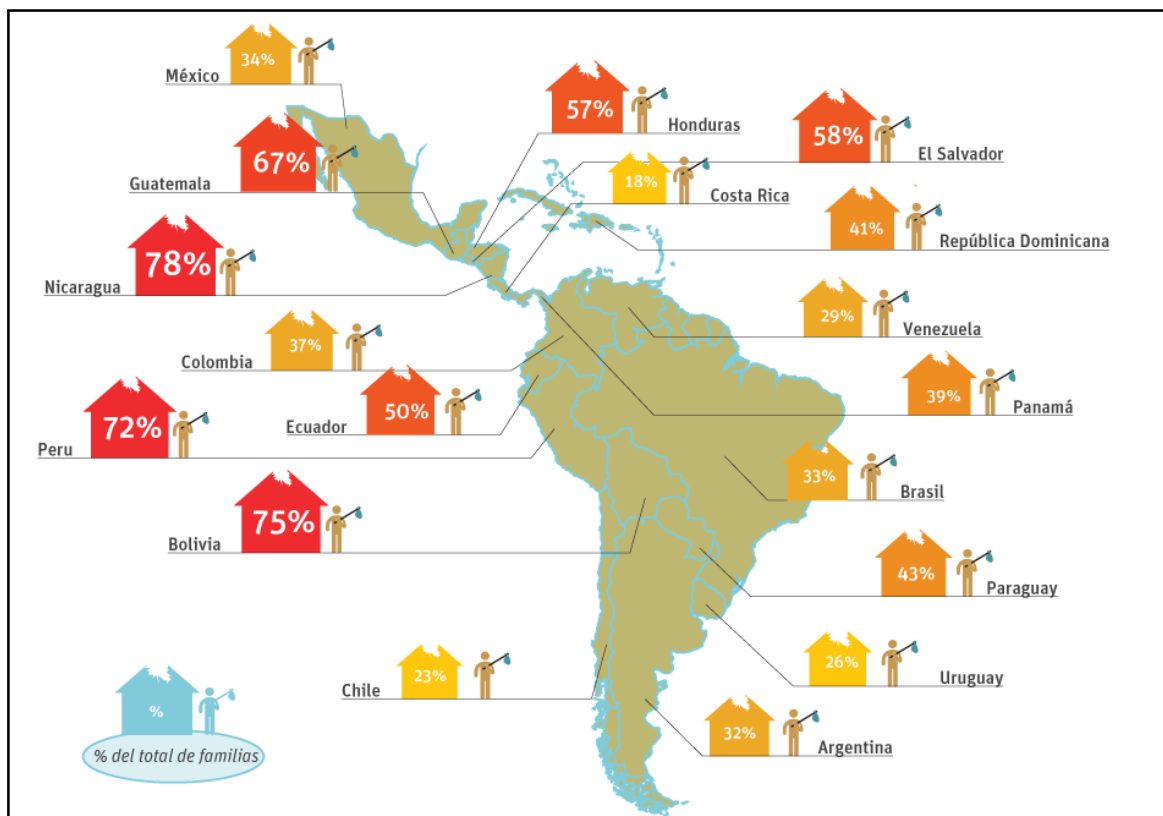 34%
México
57%
Honduras
58%
El Salvador
67%
Guatemala
18%
Costa Rica
41%
República Dominicana
78%
Nicaragua
29%
Venezuela
37%
Colombia
39%
Panamá
50%
Ecuador
72%
Peru
33%
Brasil
75%
Bolivia
43%
Paraguay
23%
Chile
26%
Uruguay
32%
Argentina
%
% del total de familias